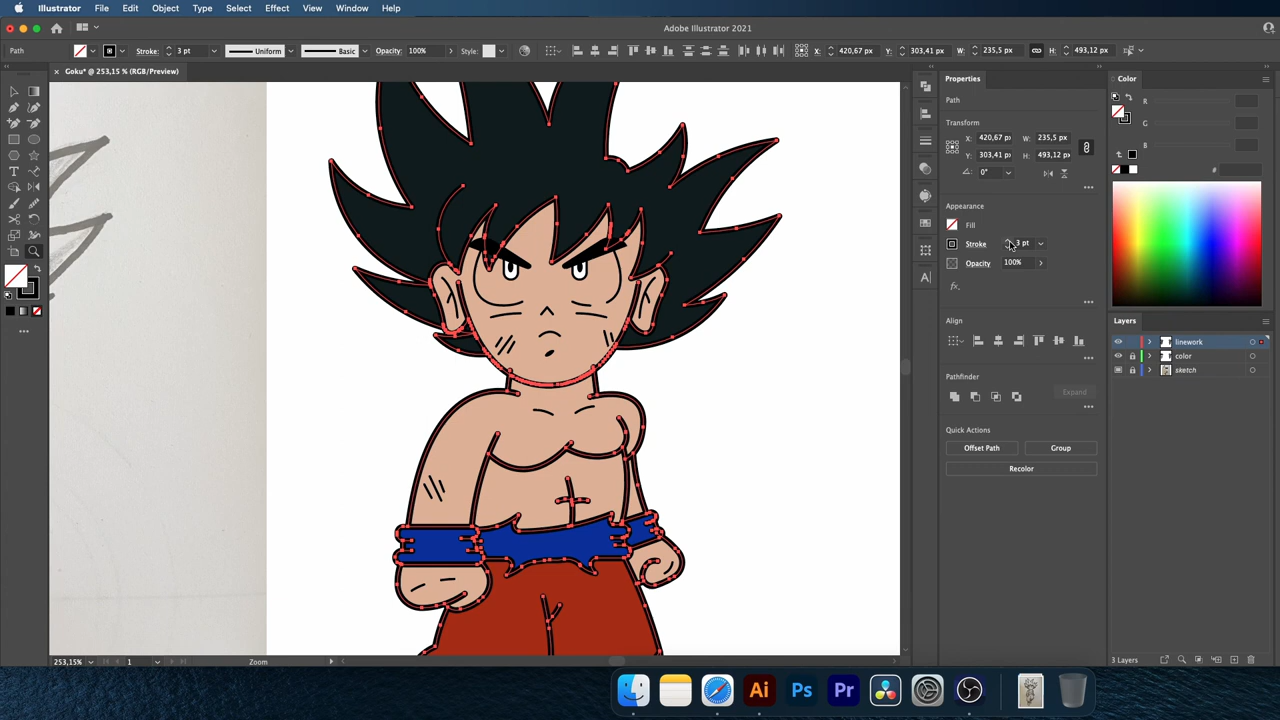 Illustrator File Edit Object Type Select Effect View Window Help
Adobe Illustrator 2021
Path Stroke: 3 pt Uniform Basic Opacity: 100% Style: X: 420,67 px Y: 303,41 px W: 235,5 px H: 493,12 px
× Goku* @ 253,15 % (RGB/Preview)
Properties
Path
Transform
X: 420,67 p W: 235,5 px
Y: 303,41 p H: 493,12 p
0°
Appearance
Fill
Stroke 3 pt
Opacity 100%
fx.
Align
Pathfinder
Expand
Quick Actions
Offset Path Group
Recolor
Color
R
G
B
#
Layers
linework
color
sketch
3 Layers
253,15% 1 Zoom
Ai Ps Pr